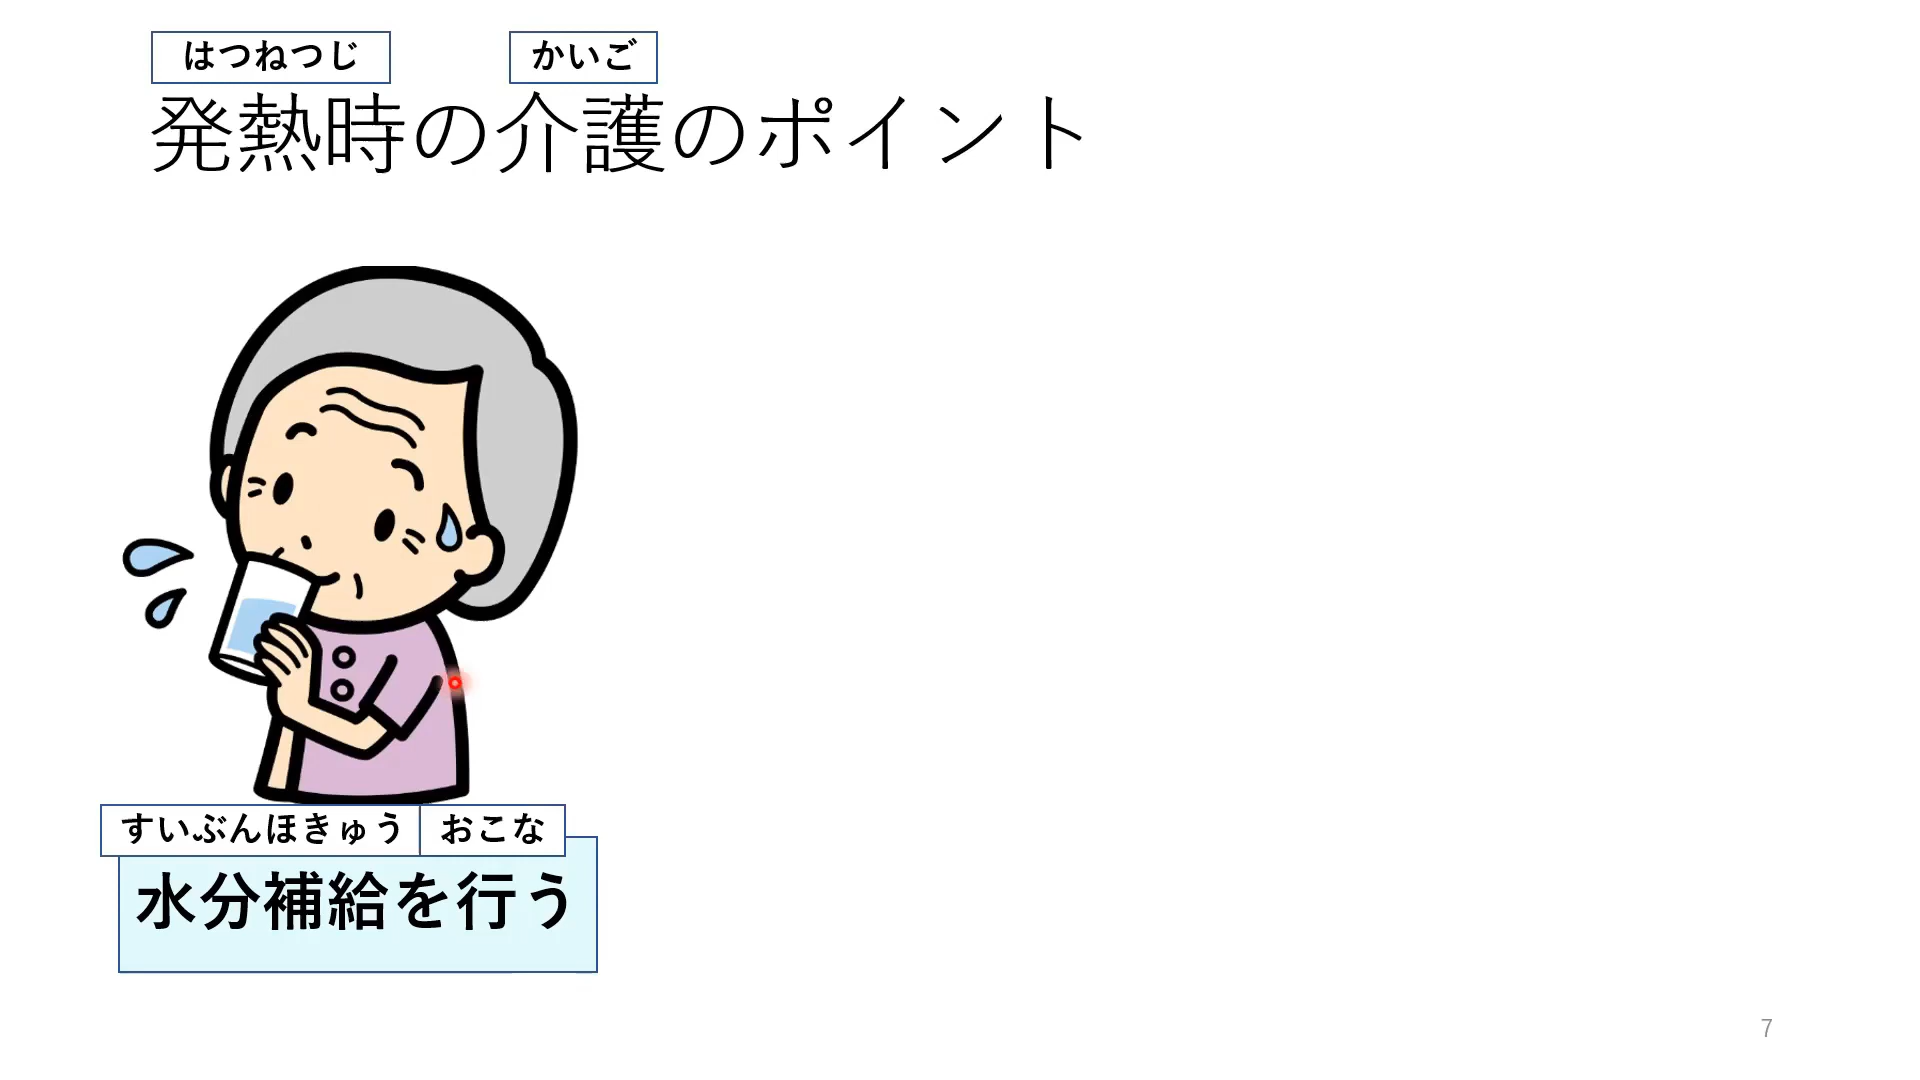 はつねつじ かいご
発熱時の介護のポイント
すいぶんほきゅう おこな
水分補給を行う
7